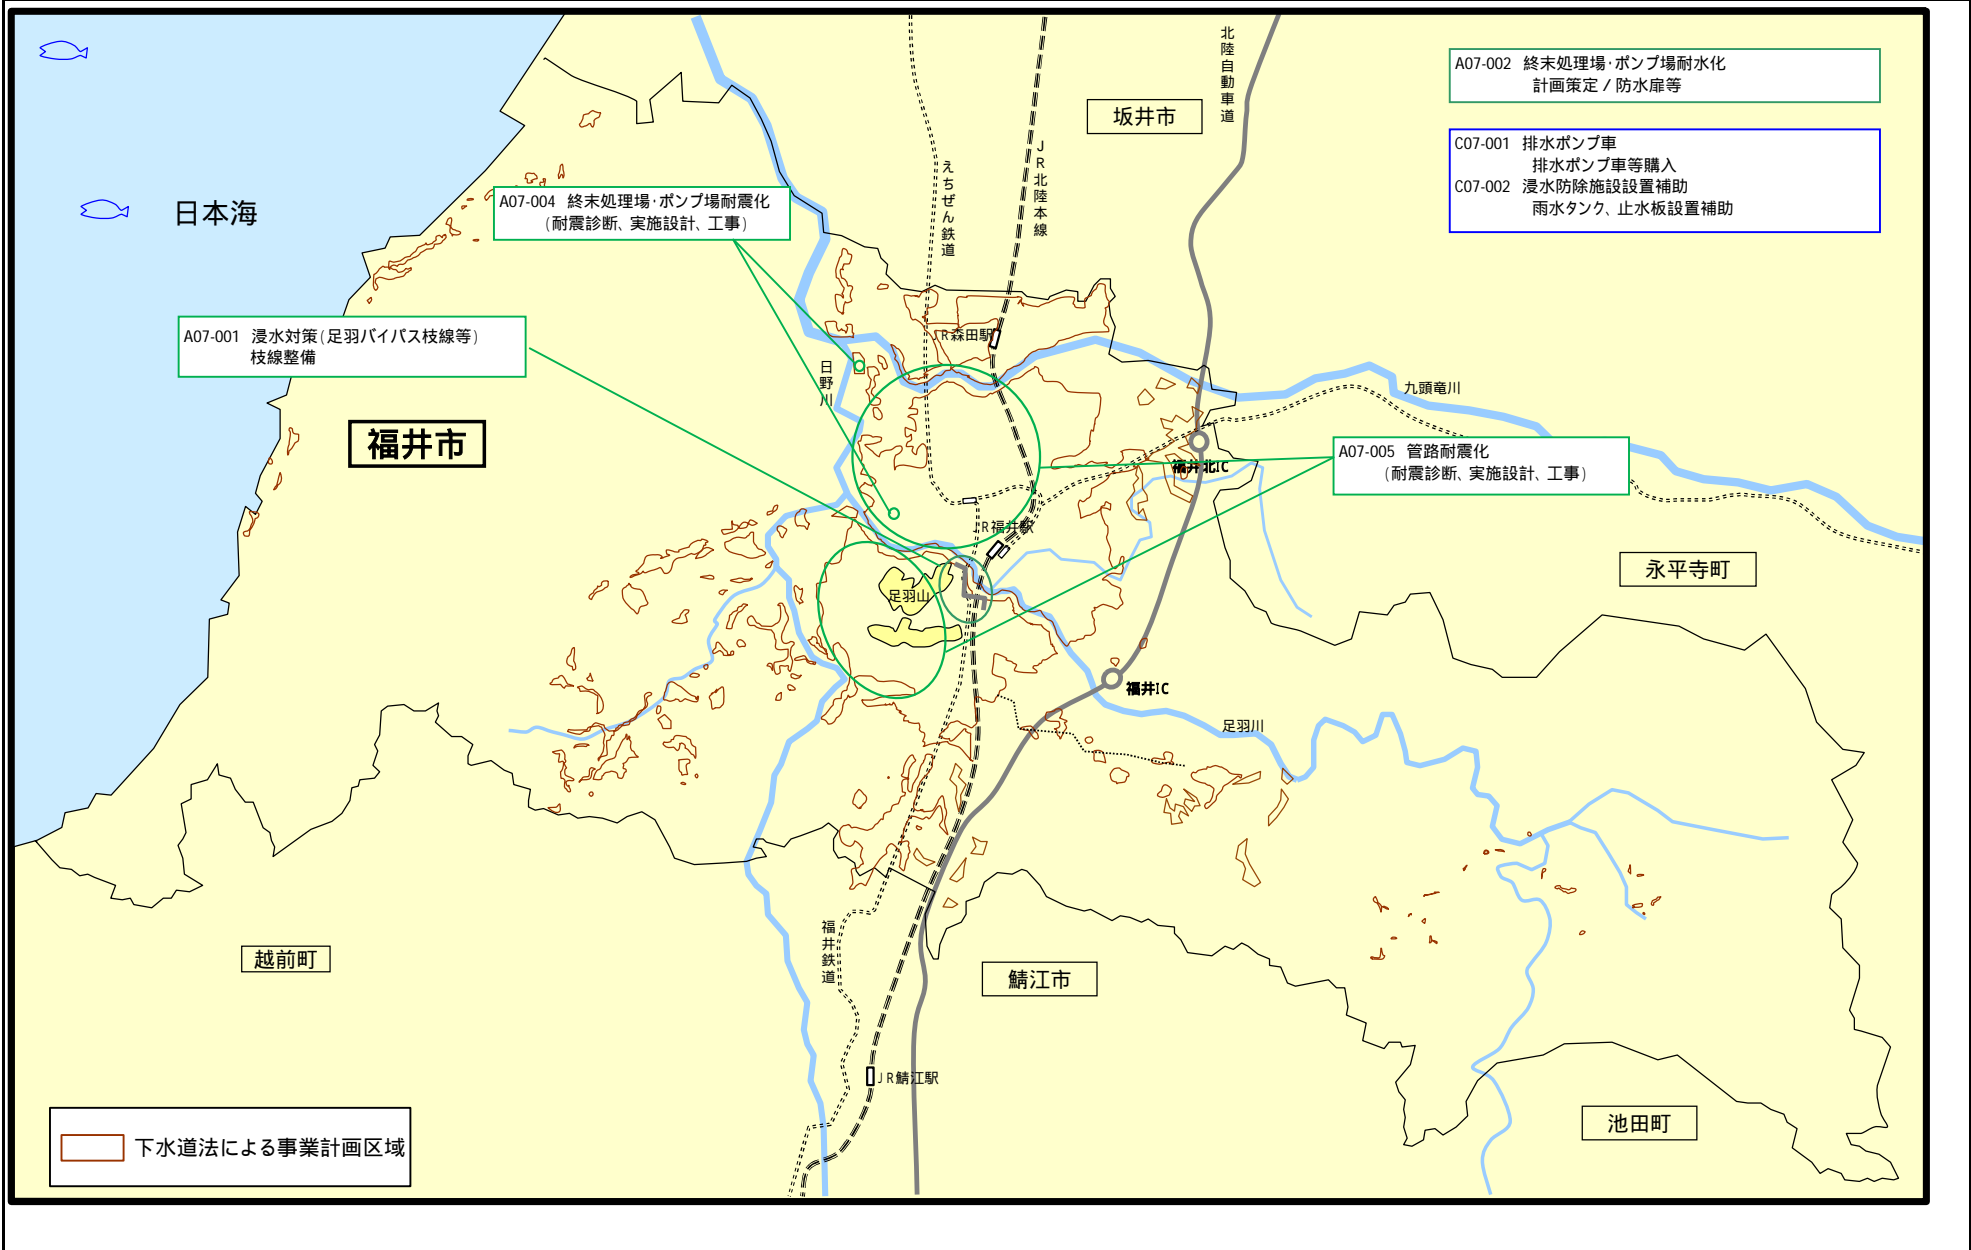 北陸自動車道
A07-002 終末処理場・ポンプ場耐水化
計画策定 / 防水扉等
坂井市
C07-001 排水ポンプ車
排水ポンプ車等購入
C07-002 浸水防除施設設置補助
雨水タンク、止水板設置補助
JR北陸本線
えちぜん鉄道
日本海
A07-004 終末処理場・ポンプ場耐震化
(耐震診断、実施設計、工事)
A07-001 浸水対策(足羽バイパス枝線等)
枝線整備
JR森田駅
日野川
九頭竜川
福井市
A07-005 管路耐震化
(耐震診断、実施設計、工事)
福井北IC
JR福井駅
永平寺町
足羽山
福井IC
足羽川
福井鉄道
越前町
鯖江市
JR鯖江駅
池田町
下水道法による事業計画区域